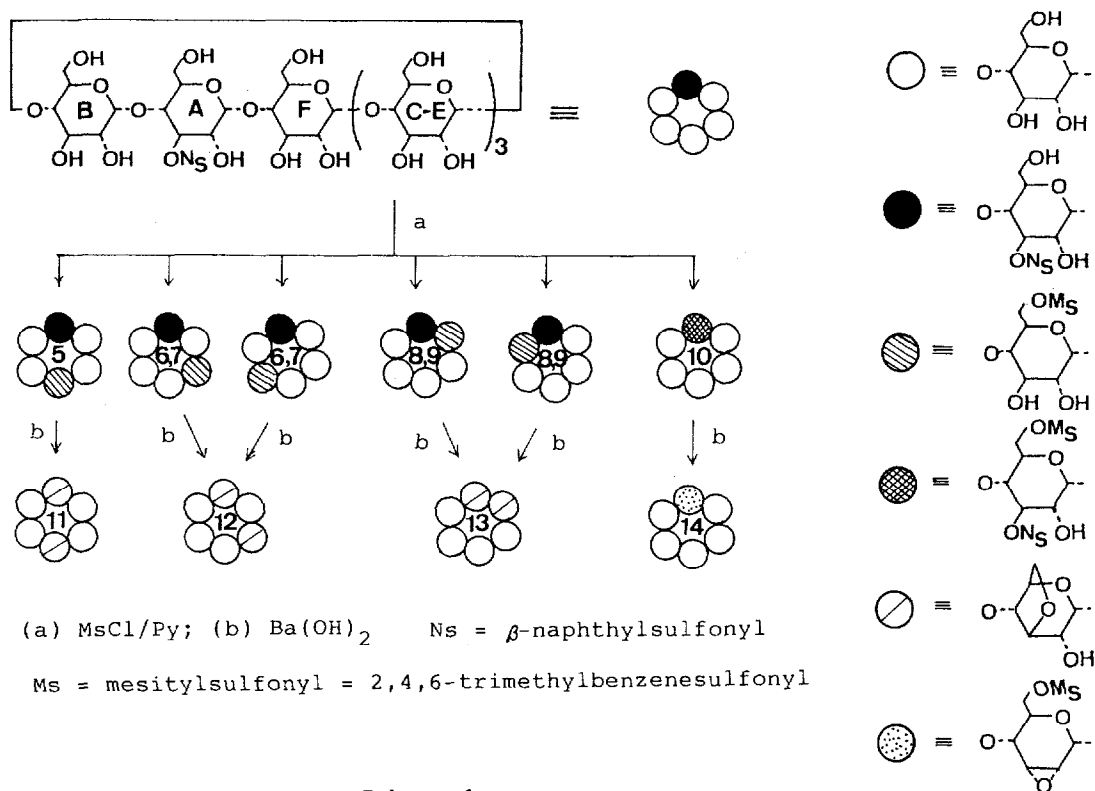 OH OH OH OH
O B O A O F O C-E O
OH OH ONS OH OH OH OH OH 3
≡
a
5 6,7 6,7 8,9 8,9 10
b b b b b b
11 12 13 14
(a) MsCl/Py; (b) Ba(OH)2 Ns = β-naphthylsulfonyl
Ms = mesitylsulfonyl = 2,4,6-trimethylbenzenesulfonyl
≡ OH O O OH OH
≡ OH O O ONS OH
≡ OMS O O OH OH
≡ OMS O O ONS OH
≡ O O O OH
≡ OMS O O O